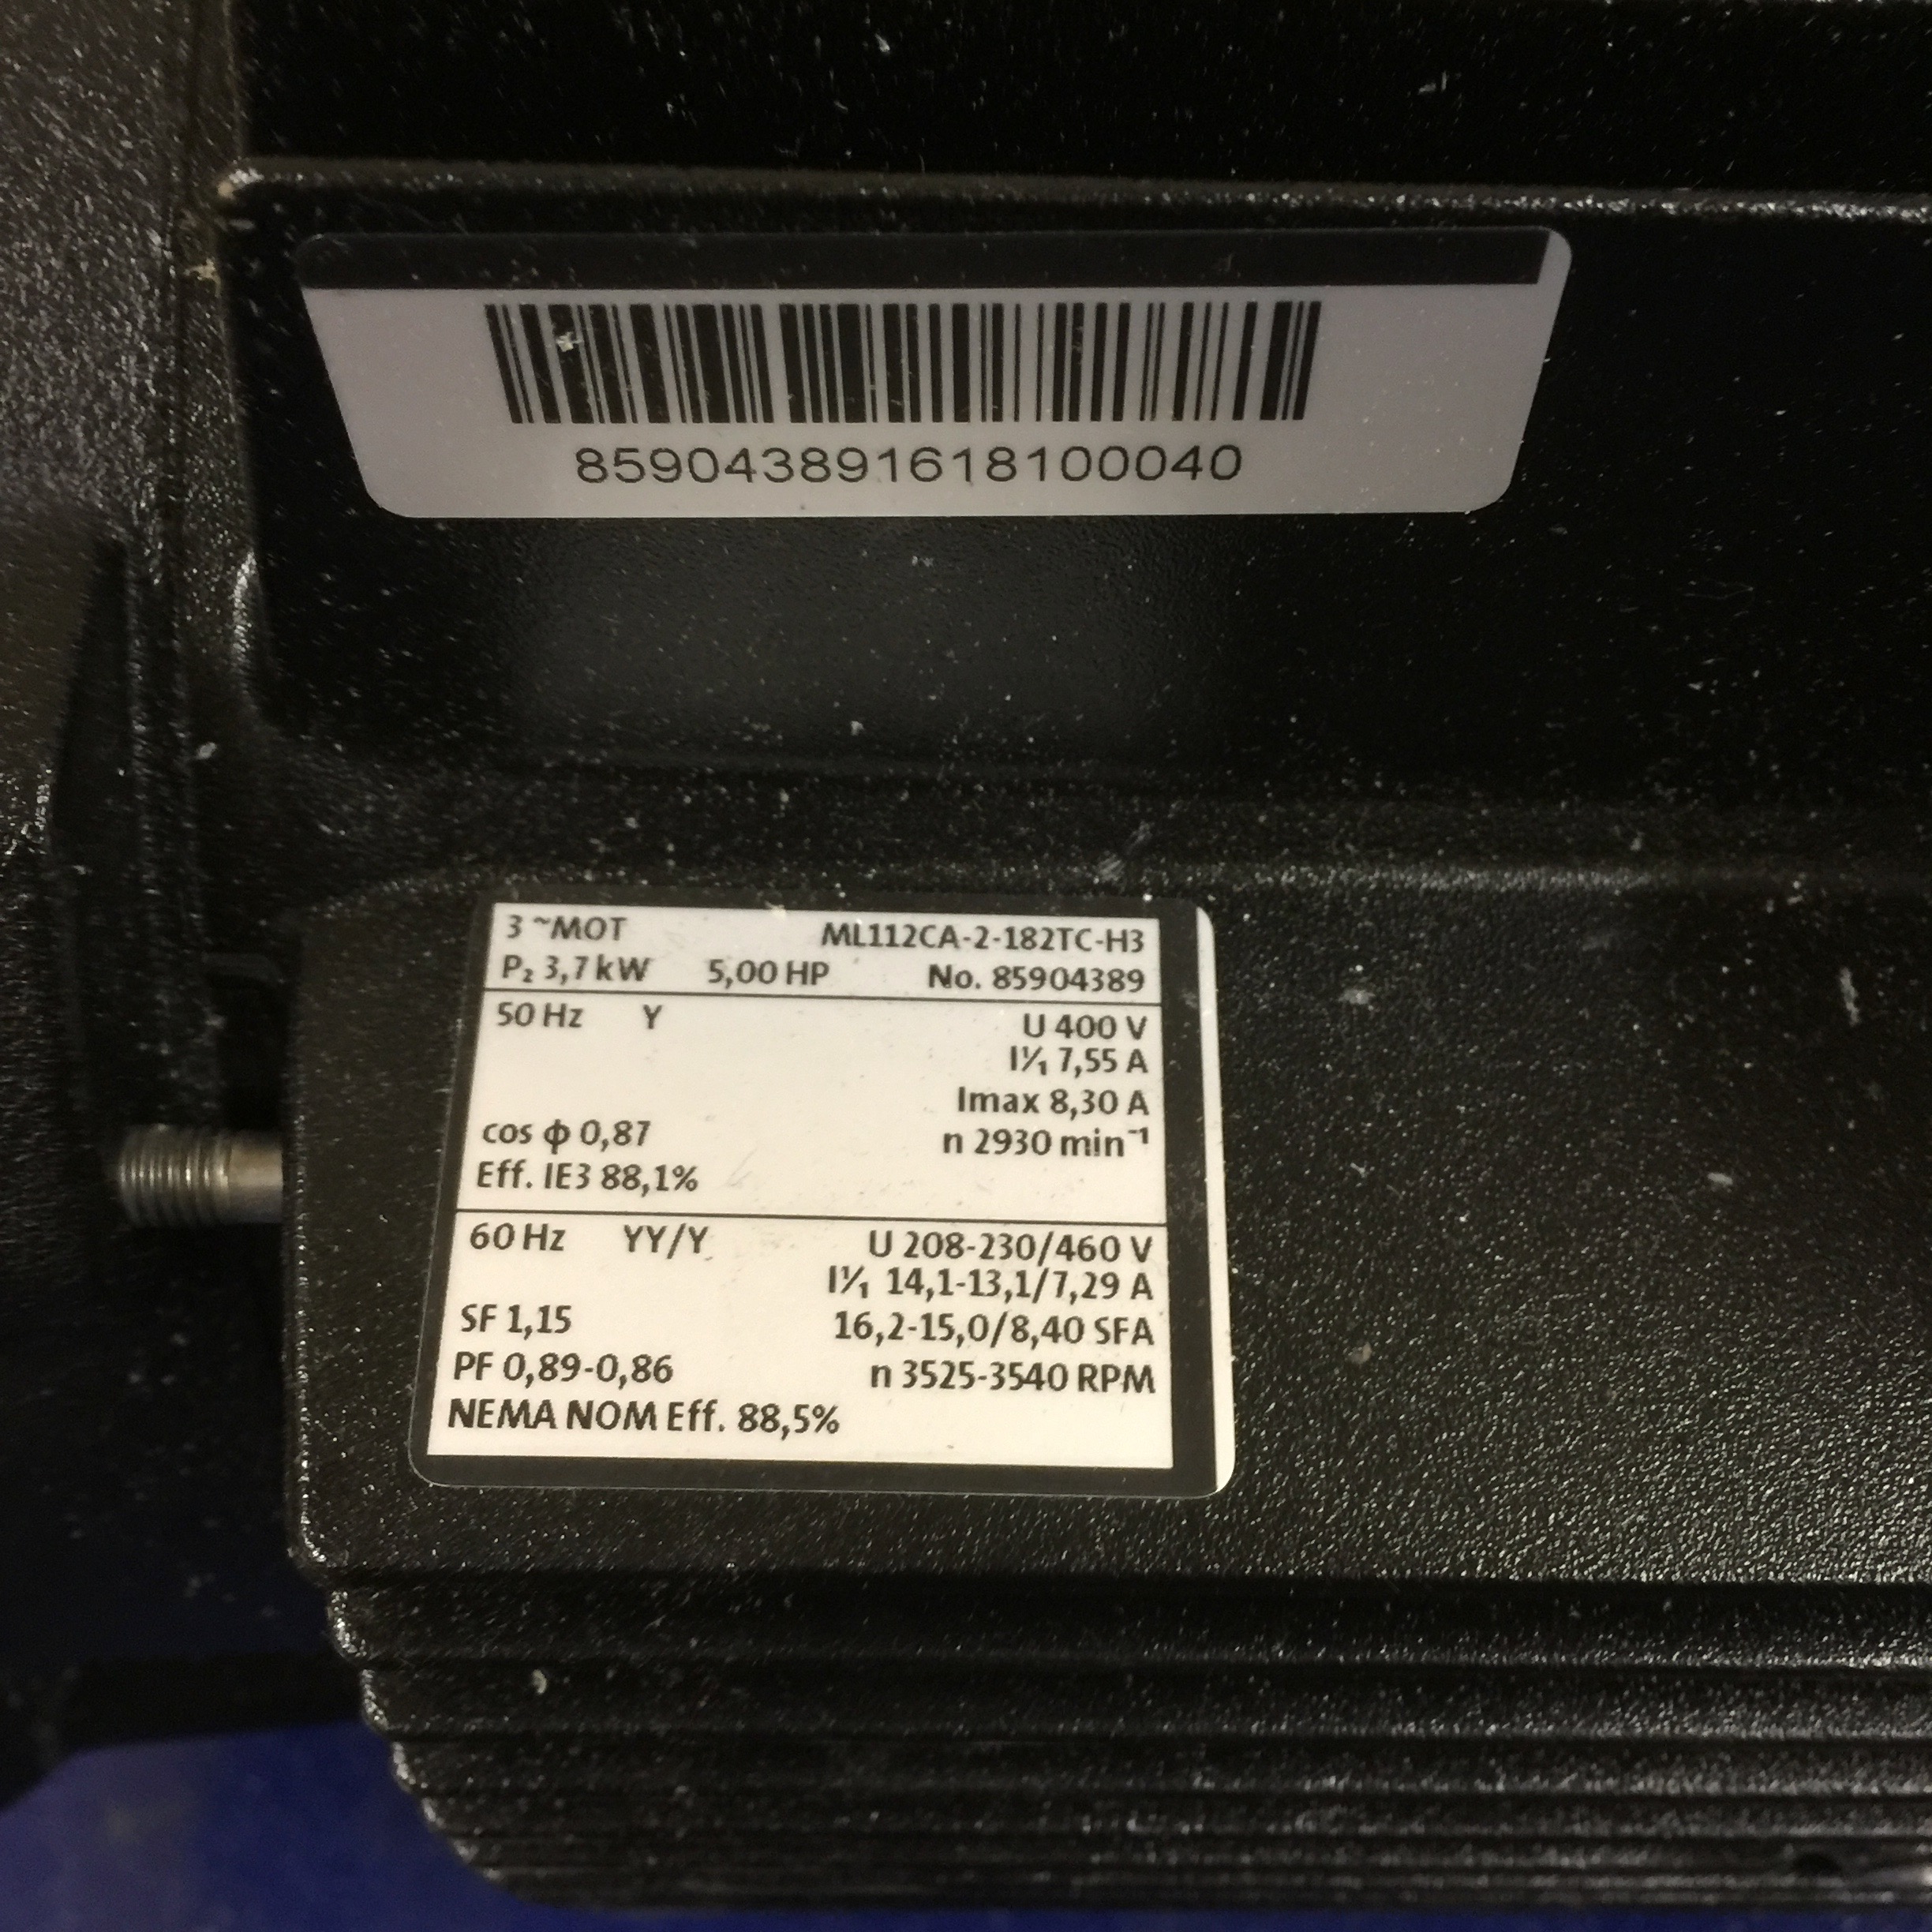 859043891618100040
3 ~MOT ML112CA-2-182TC-H3
P₂ 3,7 kW 5,00 HP No. 85904389
50 Hz Y U 400 V
I¹⁄₁ 7,55 A
Imax 8,30 A
cos ϕ 0,87 n 2930 min⁻¹
Eff. IE3 88,1%
60 Hz YY/Y U 208-230/460 V
I¹⁄₁ 14,1-13,1/7,29 A
SF 1,15 16,2-15,0/8,40 SFA
PF 0,89-0,86 n 3525-3540 RPM
NEMA NOM Eff. 88,5%